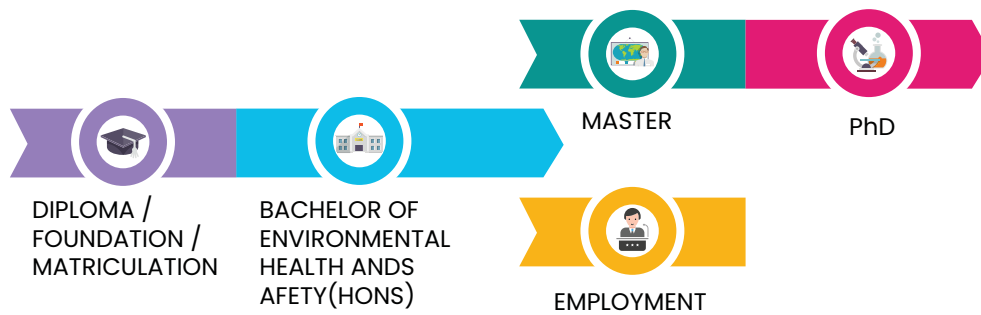 MASTER
PhD
DIPLOMA /
FOUNDATION /
MATRICULATION
BACHELOR OF
ENVIRONMENTAL
HEALTH ANDS
AFETY(HONS)
EMPLOYMENT